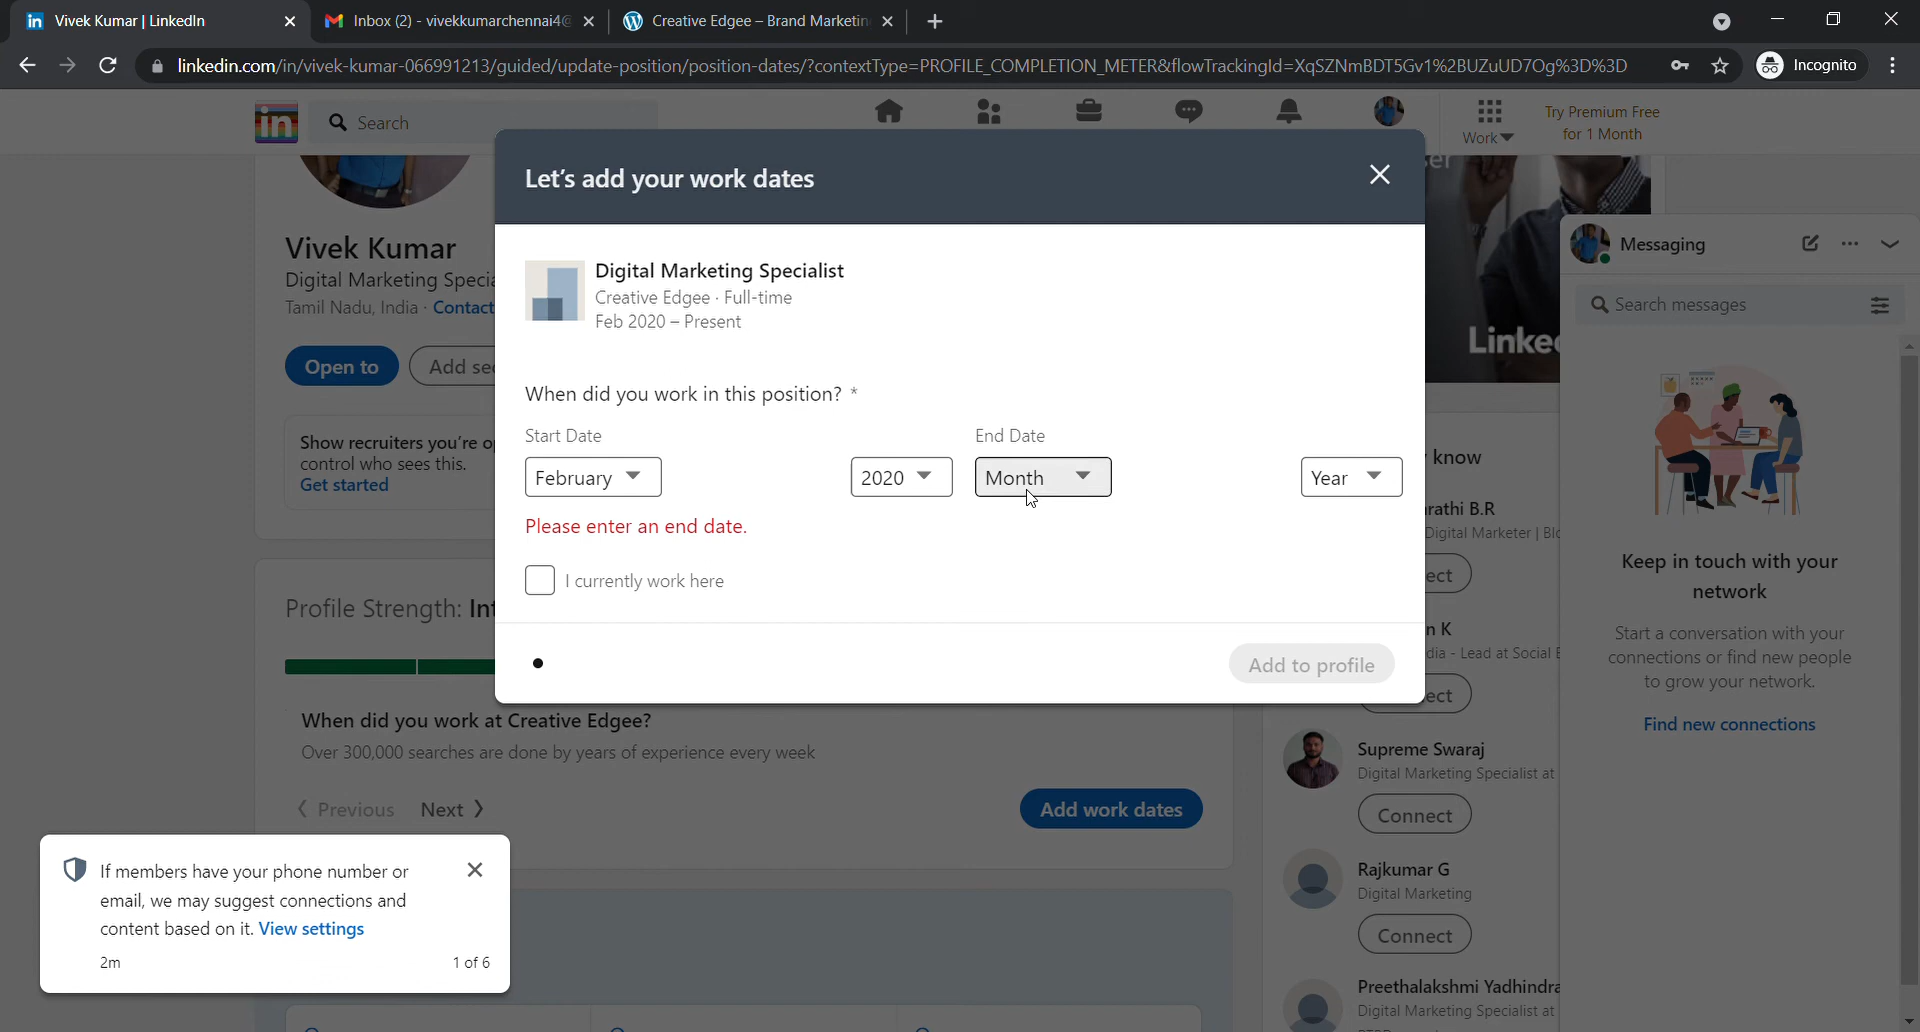 Vivek Kumar | LinkedIn
Inbox (2) - vivekkumarchennai4@
Creative Edgee – Brand Marketin
linkedin.com/in/vivek-kumar-066991213/guided/update-position/position-dates/?contextType=PROFILE_COMPLETION_METER&flowTrackingId=XqSZNmBDT5Gv1%2BUZuUD7Og%3D%3D
Incognito
in
Search
Work
Try Premium Free
for 1 Month
Let's add your work dates
Digital Marketing Specialist
Creative Edgee · Full-time
Feb 2020 – Present
When did you work in this position? *
Start Date
End Date
February
2020
Month
Year
Please enter an end date.
I currently work here
Add to profile
Vivek Kumar
Digital Marketing Speci
Tamil Nadu, India · Contact
Open to
Add se
Show recruiters you're o
control who sees this.
Get started
Profile Strength: Int
When did you work at Creative Edgee?
Over 300,000 searches are done by years of experience every week
Previous
Next
Add work dates
If members have your phone number or
email, we may suggest connections and
content based on it. View settings
2m
1 of 6
er
Linke
know
rathi B.R
Digital Marketer | Blo
ect
n K
dia - Lead at Social E
ect
Supreme Swaraj
Digital Marketing Specialist at
Connect
Rajkumar G
Digital Marketing
Connect
Preethalakshmi Yadhindra
Digital Marketing Specialist at
Messaging
Search messages
Keep in touch with your
network
Start a conversation with your
connections or find new people
to grow your network.
Find new connections